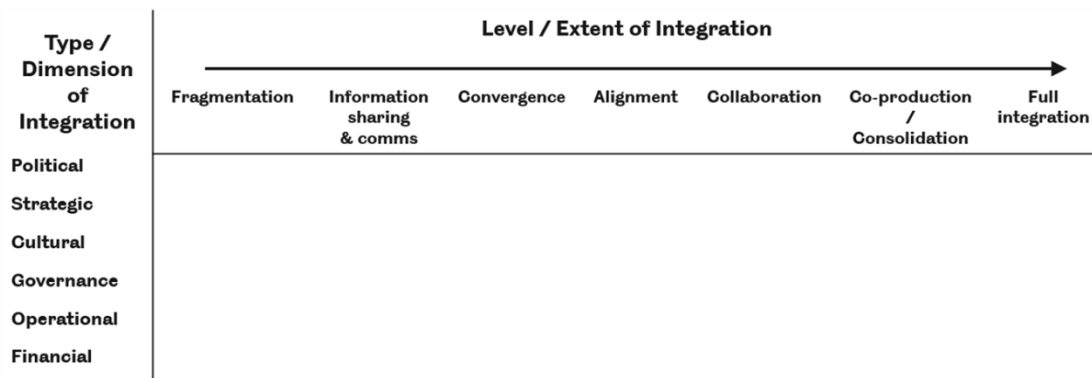 Level / Extent of Integration
Type /
Dimension
of
Integration
Fragmentation
Information
sharing
& comms
Convergence
Alignment
Collaboration
Co-production
/
Consolidation
Full
integration
Political
Strategic
Cultural
Governance
Operational
Financial